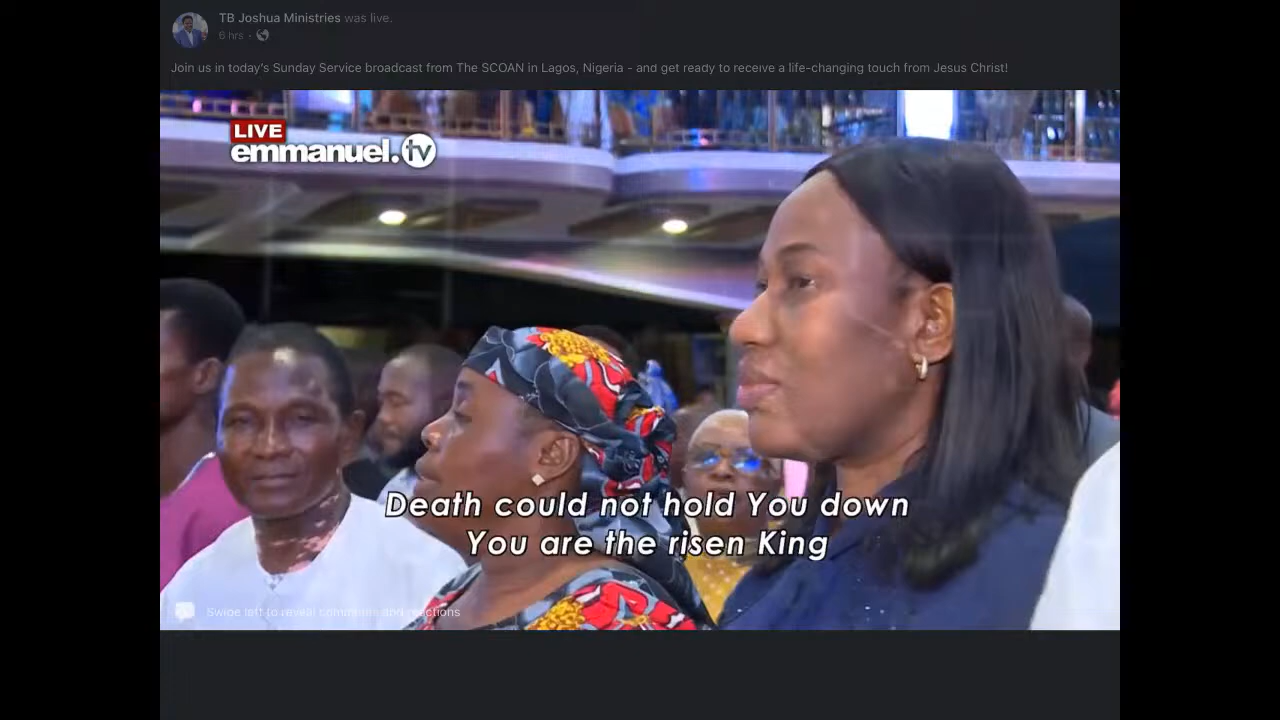 TB Joshua Ministries was live.
6 hrs ·
Join us in today's Sunday Service broadcast from The SCOAN in Lagos, Nigeria - and get ready to receive a life-changing touch from Jesus Christ!
LIVE
emmanuel.tv
Death could not hold You down
You are the risen King
Swipe left to reveal comments and reactions